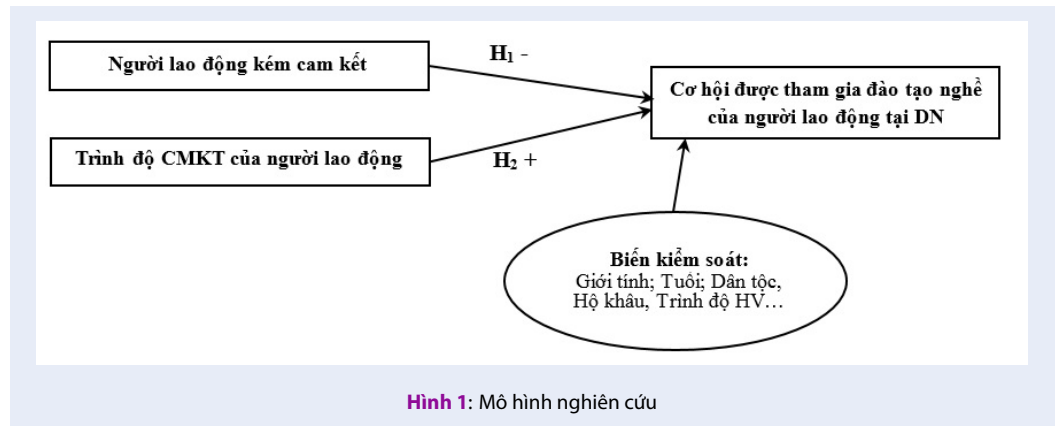 Người lao động kém cam kết
H₁ -
Cơ hội được tham gia đào tạo nghề
của người lao động tại DN
Trình độ CMKT của người lao động
H₂ +
Biến kiểm soát:
Giới tính; Tuổi; Dân tộc,
Hộ khẩu, Trình độ HV...
Hình 1: Mô hình nghiên cứu